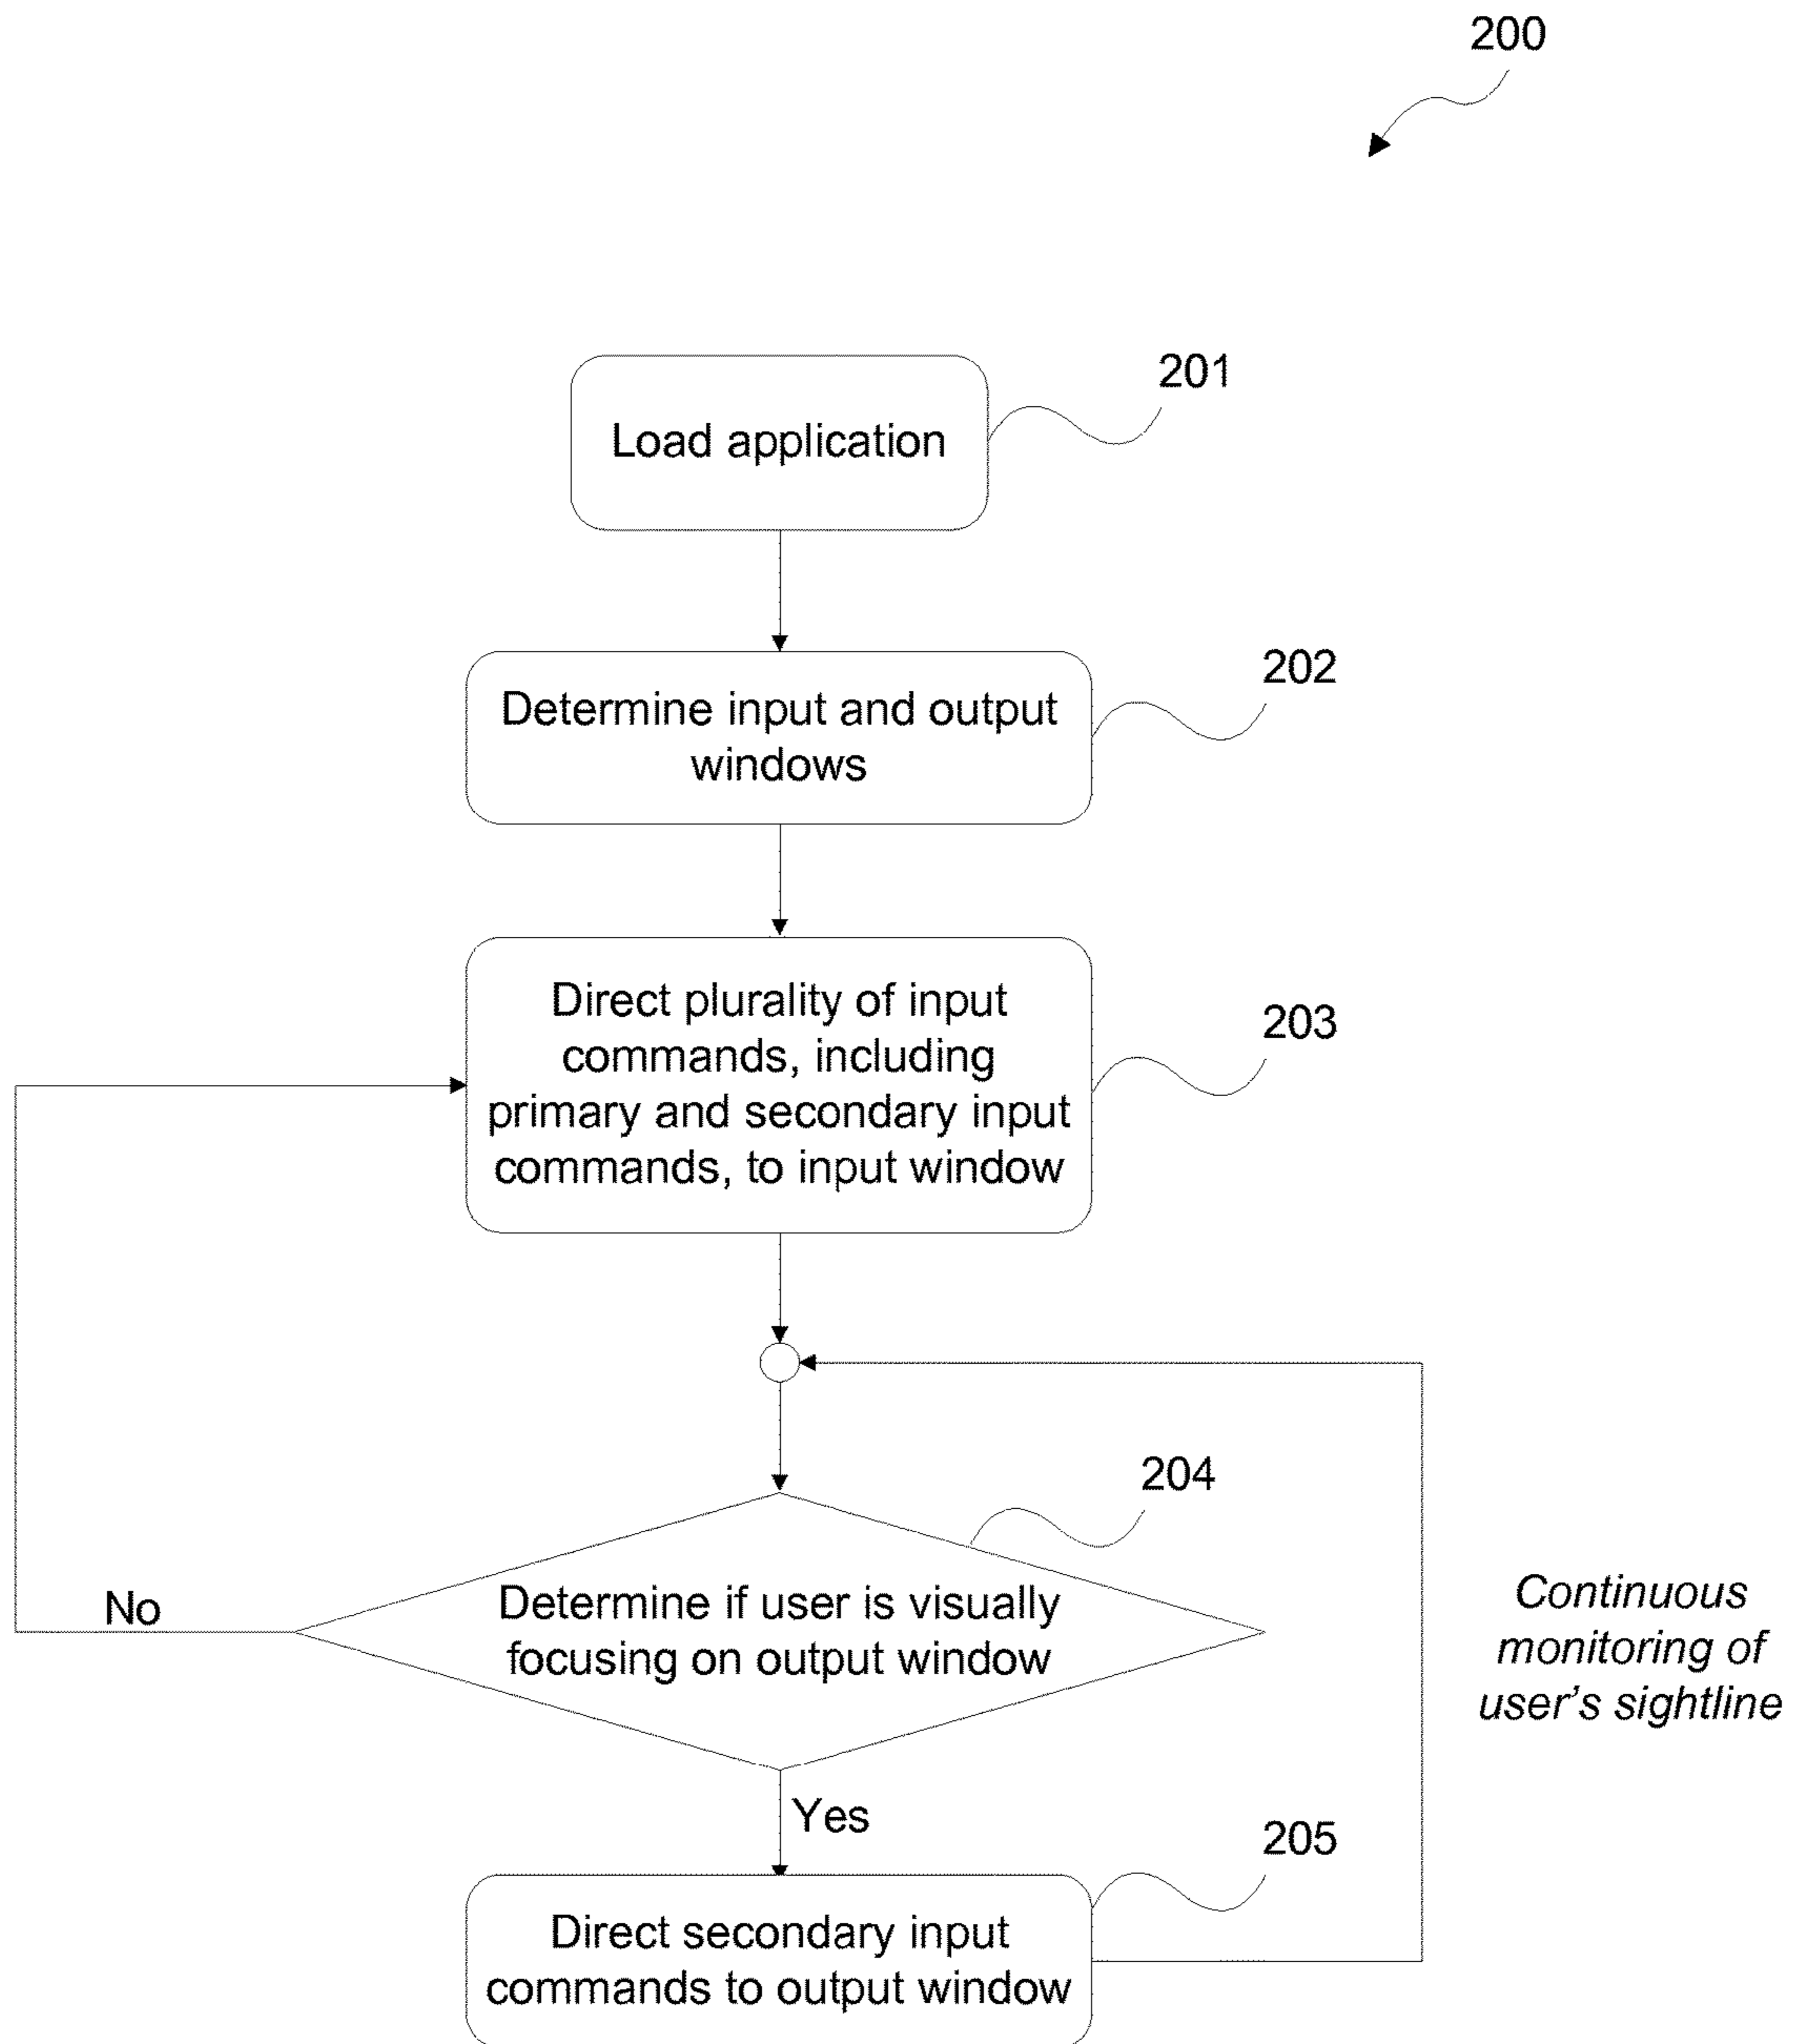 200
Load application
201
Determine input and output
windows
202
Direct plurality of input
commands, including
primary and secondary input
commands, to input window
203
204
Determine if user is visually
focusing on output window
No
Continuous
monitoring of
user's sightline
Yes
205
Direct secondary input
commands to output window